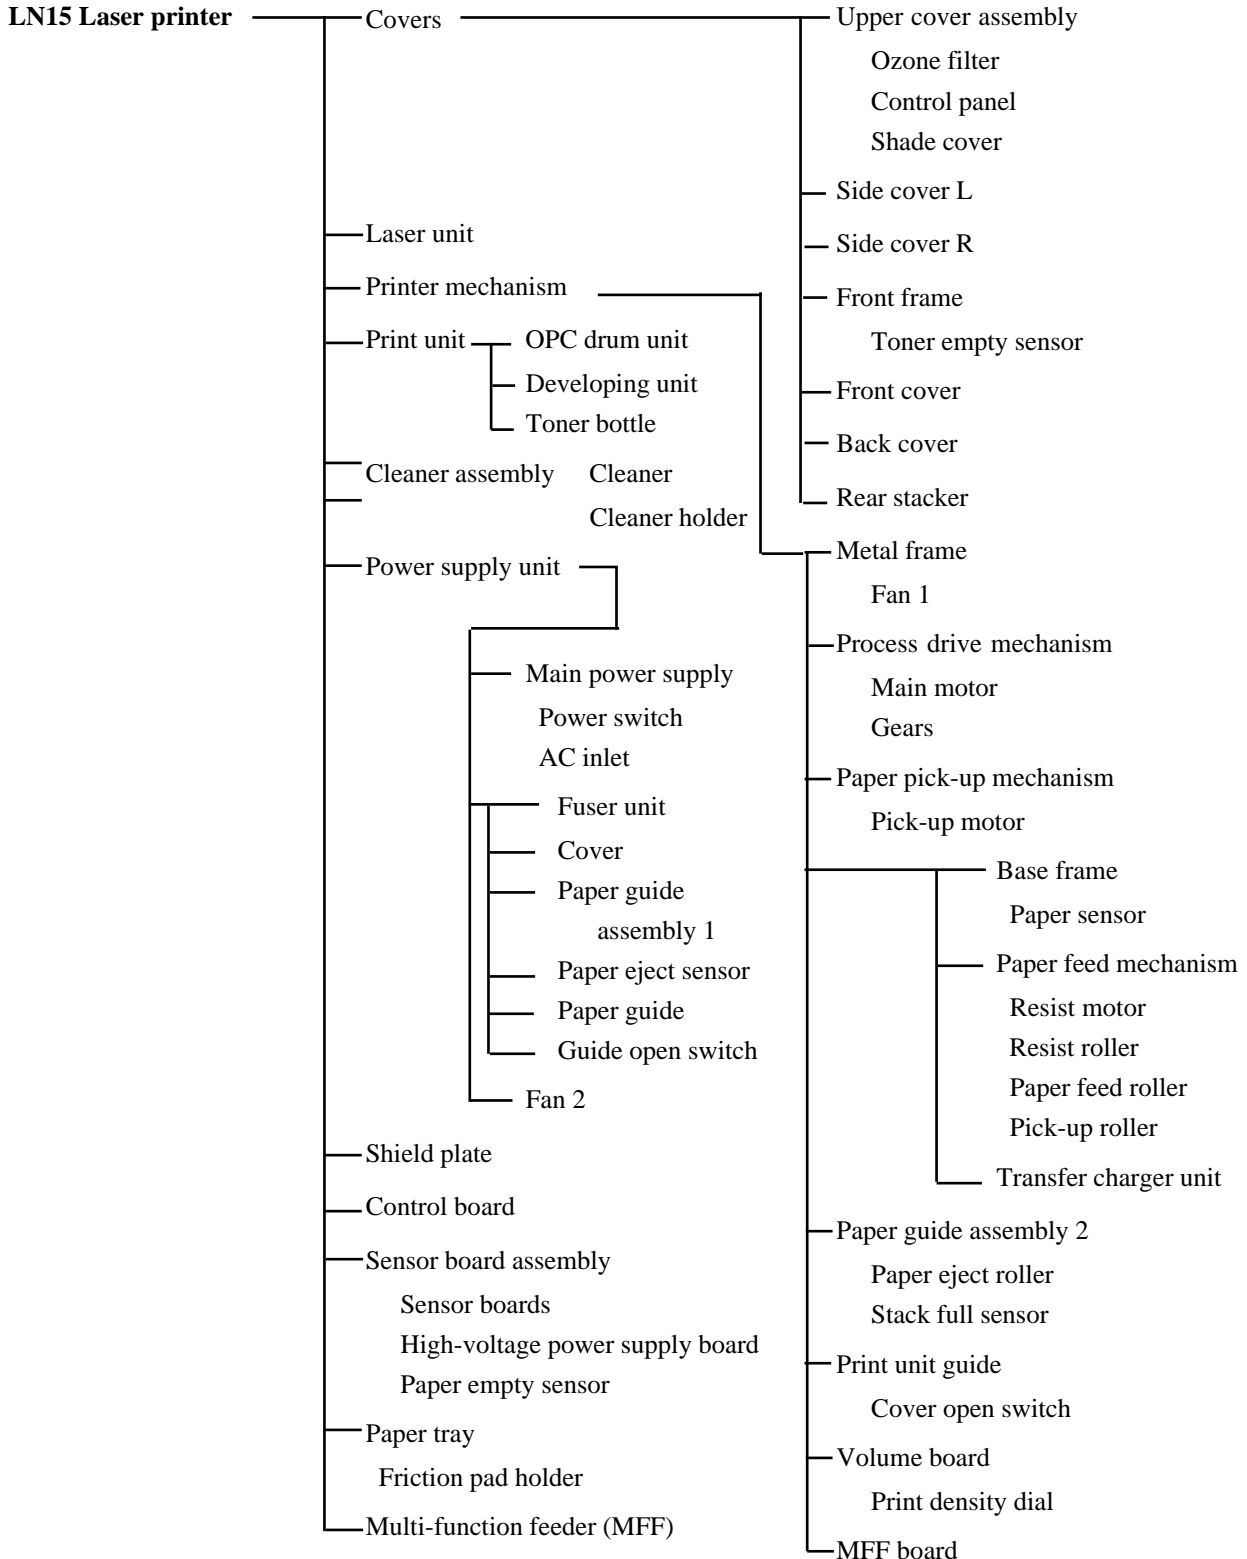 LN15 Laser printer
Covers
Laser unit
Printer mechanism
Print unit
OPC drum unit
Developing unit
Toner bottle
Cleaner assembly
Cleaner
Cleaner holder
Power supply unit
Main power supply
Power switch
AC inlet
Fuser unit
Cover
Paper guide
assembly 1
Paper eject sensor
Paper guide
Guide open switch
Fan 2
Shield plate
Control board
Sensor board assembly
Sensor boards
High-voltage power supply board
Paper empty sensor
Paper tray
Friction pad holder
Multi-function feeder (MFF)
Upper cover assembly
Ozone filter
Control panel
Shade cover
Side cover L
Side cover R
Front frame
Toner empty sensor
Front cover
Back cover
Rear stacker
Metal frame
Fan 1
Process drive mechanism
Main motor
Gears
Paper pick-up mechanism
Pick-up motor
Base frame
Paper sensor
Paper feed mechanism
Resist motor
Resist roller
Paper feed roller
Pick-up roller
Transfer charger unit
Paper guide assembly 2
Paper eject roller
Stack full sensor
Print unit guide
Cover open switch
Volume board
Print density dial
MFF board